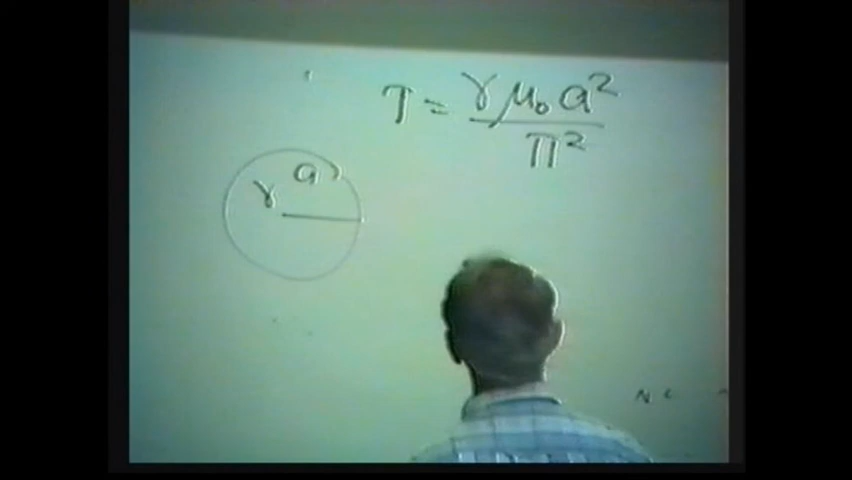 τ = γ μ₀ a² / π²
γ a